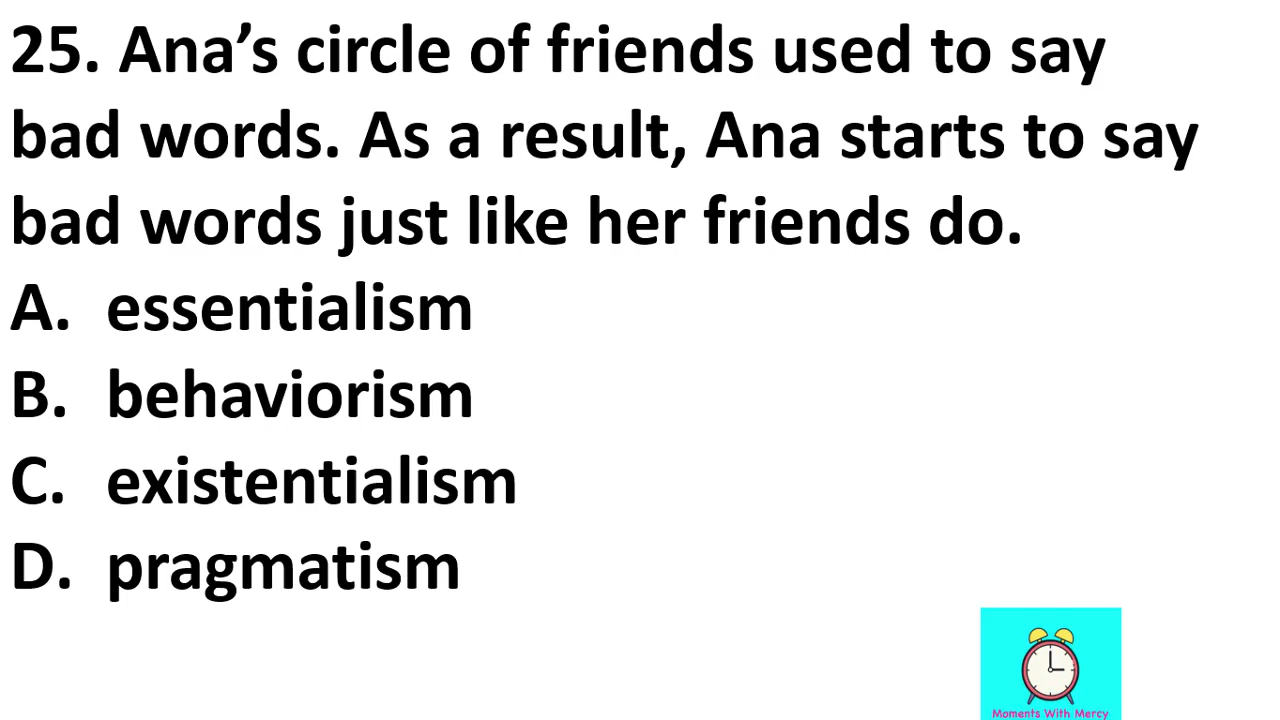 25. Ana’s circle of friends used to say
bad words. As a result, Ana starts to say
bad words just like her friends do.
A. essentialism
B. behaviorism
C. existentialism
D. pragmatism
Moments With Mercy